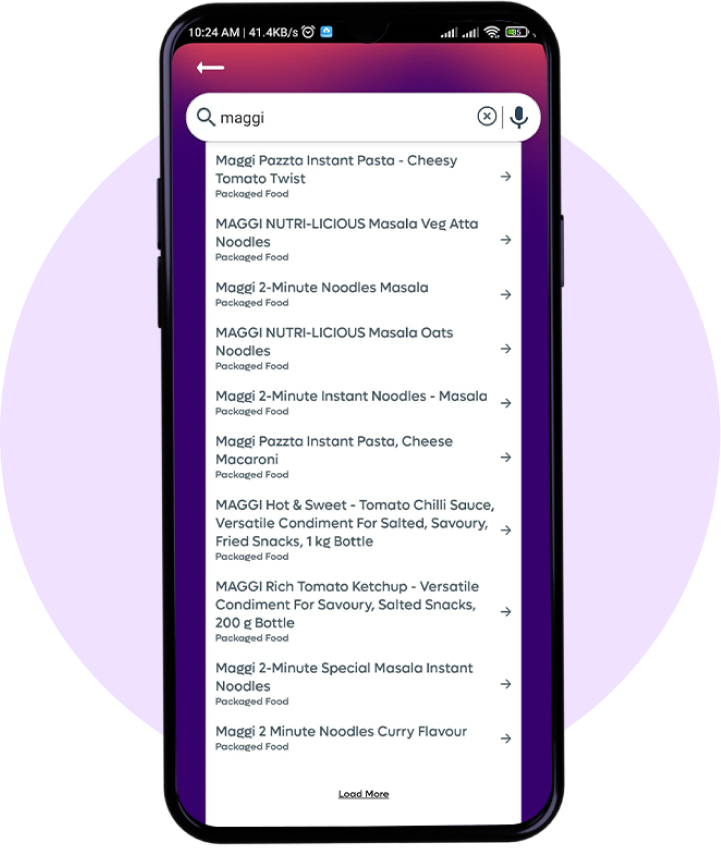 10:24 AM | 41.4KB/s
85
maggi
Maggi Pazzta Instant Pasta - Cheesy
Tomato Twist
Packaged Food
MAGGI NUTRI-LICIOUS Masala Veg Atta
Noodles
Packaged Food
Maggi 2-Minute Noodles Masala
Packaged Food
MAGGI NUTRI-LICIOUS Masala Oats
Noodles
Packaged Food
Maggi 2-Minute Instant Noodles - Masala
Packaged Food
Maggi Pazzta Instant Pasta, Cheese
Macaroni
Packaged Food
MAGGI Hot & Sweet - Tomato Chilli Sauce,
Versatile Condiment For Salted, Savoury,
Fried Snacks, 1 kg Bottle
Packaged Food
MAGGI Rich Tomato Ketchup - Versatile
Condiment For Savoury, Salted Snacks,
200 g Bottle
Packaged Food
Maggi 2-Minute Special Masala Instant
Noodles
Packaged Food
Maggi 2 Minute Noodles Curry Flavour
Packaged Food
Load More